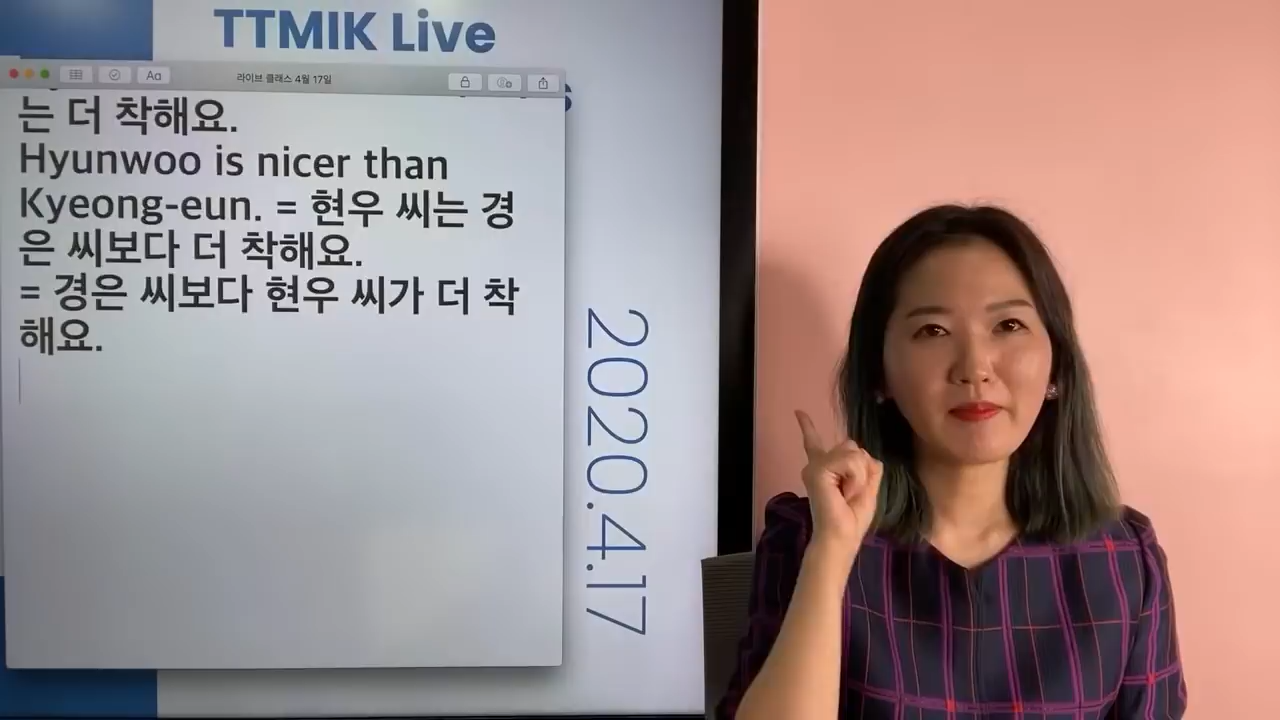 TTMIK Live
Aa
라이브 클래스 4월 17일
는 더 착해요.
Hyunwoo is nicer than
Kyeong-eun. = 현우 씨는 경
은 씨보다 더 착해요.
= 경은 씨보다 현우 씨가 더 착
해요.
2020.4.17